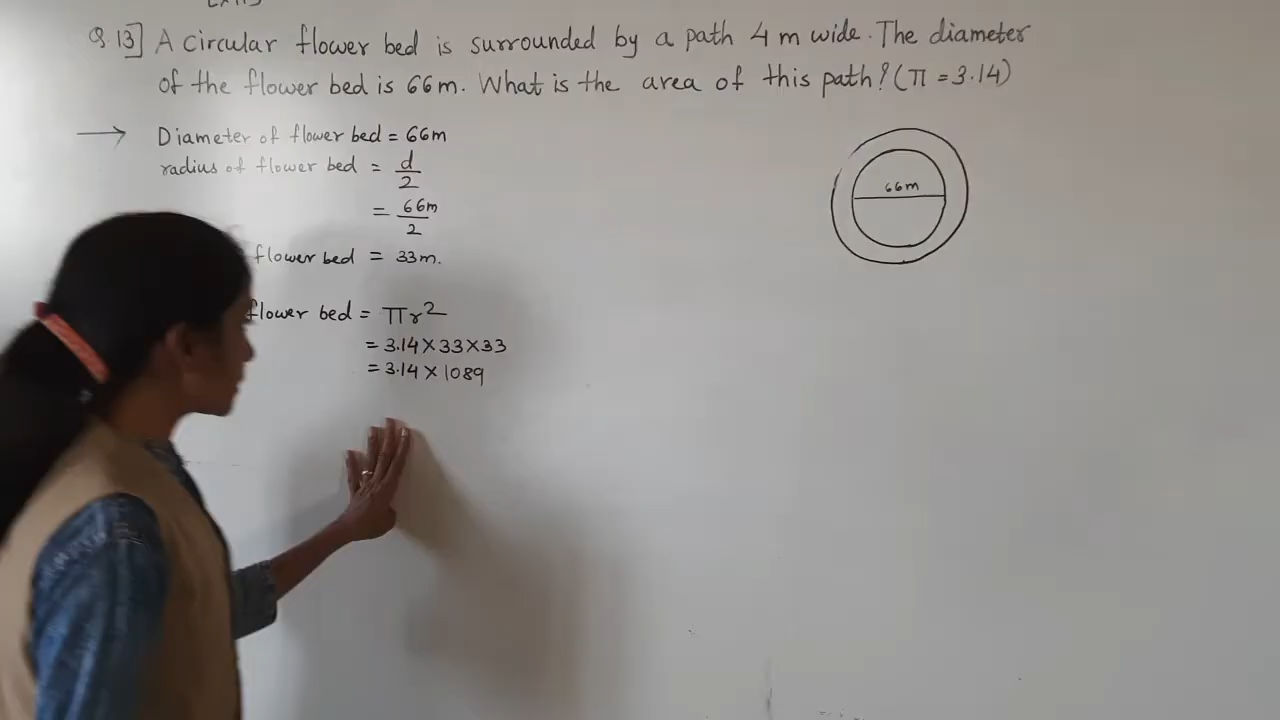 Q 13] A circular flower bed is surrounded by a path 4 m wide. The diameter
of the flower bed is 66m. What is the area of this path? (π = 3.14)
Diameter of flower bed = 66m
radius of flower bed = d/2
= 66m/2
flower bed = 33m.
flower bed = πr²
= 3.14 × 33 × 33
= 3.14 × 1089
66m